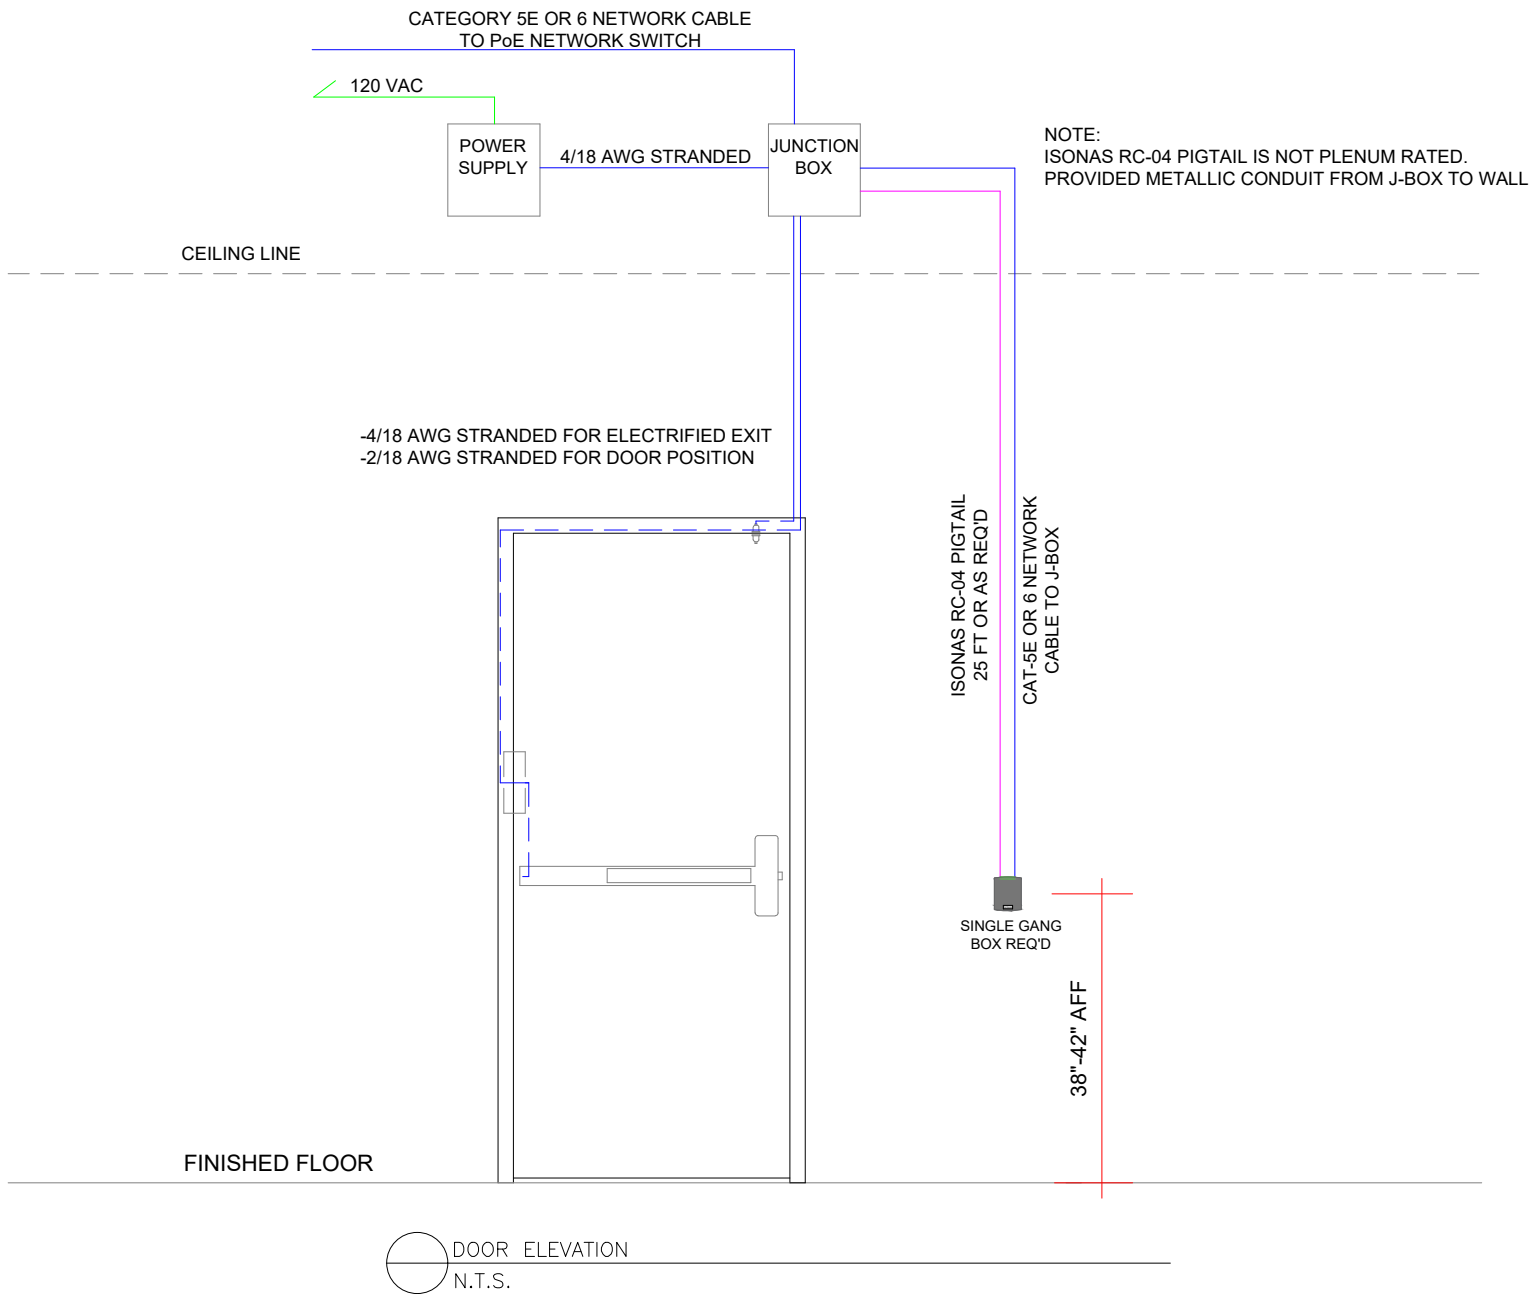 CATEGORY 5E OR 6 NETWORK CABLE
TO PoE NETWORK SWITCH
120 VAC
POWER
SUPPLY
4/18 AWG STRANDED
JUNCTION
BOX
NOTE:
ISONAS RC-04 PIGTAIL IS NOT PLENUM RATED.
PROVIDED METALLIC CONDUIT FROM J-BOX TO WALL
CEILING LINE
-4/18 AWG STRANDED FOR ELECTRIFIED EXIT
-2/18 AWG STRANDED FOR DOOR POSITION
ISONAS RC-04 PIGTAIL
25 FT OR AS REQ'D
CAT-5E OR 6 NETWORK
CABLE TO J-BOX
SINGLE GANG
BOX REQ'D
38"-42" AFF
FINISHED FLOOR
DOOR ELEVATION
N.T.S.